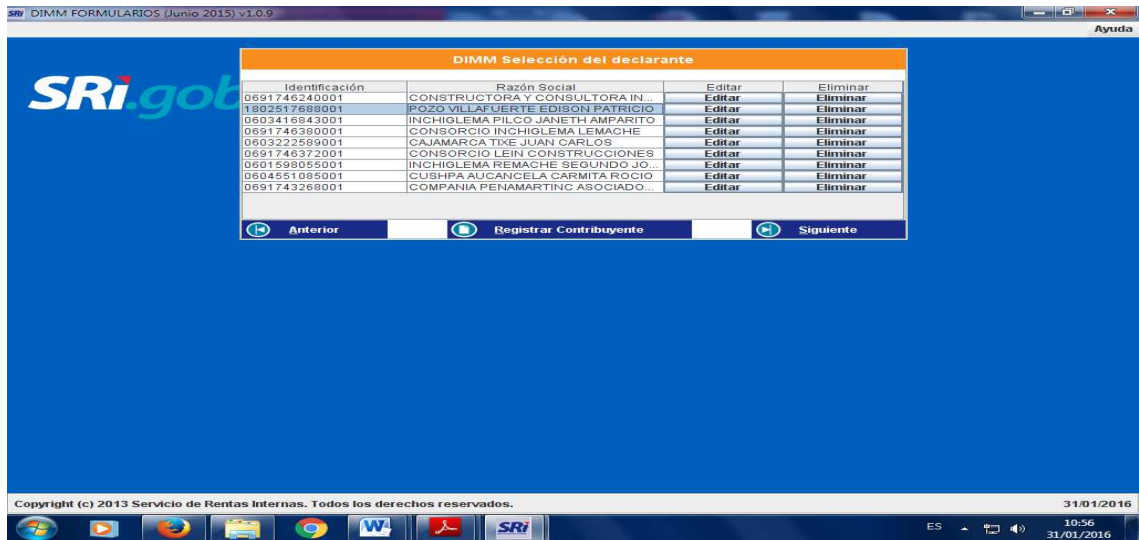 SRi DIMM FORMULARIOS (Junio 2015) v1.0.9
Ayuda
SRi.gob
DIMM Selección del declarante
Identificación Razón Social Editar Eliminar
0691746240001 CONSTRUCTORA Y CONSULTORA IN... Editar Eliminar
1802517688001 POZO VILLAFUERTE EDISON PATRICIO Editar Eliminar
0603416843001 INCHIGLEMA PILCO JANETH AMPARITO Editar Eliminar
0691746380001 CONSORCIO INCHIGLEMA LEMACHE Editar Eliminar
0603222589001 CAJAMARCA TIXE JUAN CARLOS Editar Eliminar
0691746372001 CONSORCIO LEIN CONSTRUCCIONES Editar Eliminar
0601598055001 INCHIGLEMA REMACHE SEGUNDO JO... Editar Eliminar
0604551085001 CUSHPA AUCANCELA CARMITA ROCIO Editar Eliminar
0691743268001 COMPANIA PENAMARTINC ASOCIADO... Editar Eliminar
Anterior Registrar Contribuyente Siguiente
Copyright (c) 2013 Servicio de Rentas Internas. Todos los derechos reservados. 31/01/2016
SRi ES 10:56
31/01/2016